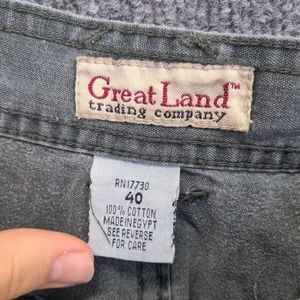 Great Land™
trading company
RN17730
40
100% COTTON
MADE IN EGYPT
SEE REVERSE
FOR CARE